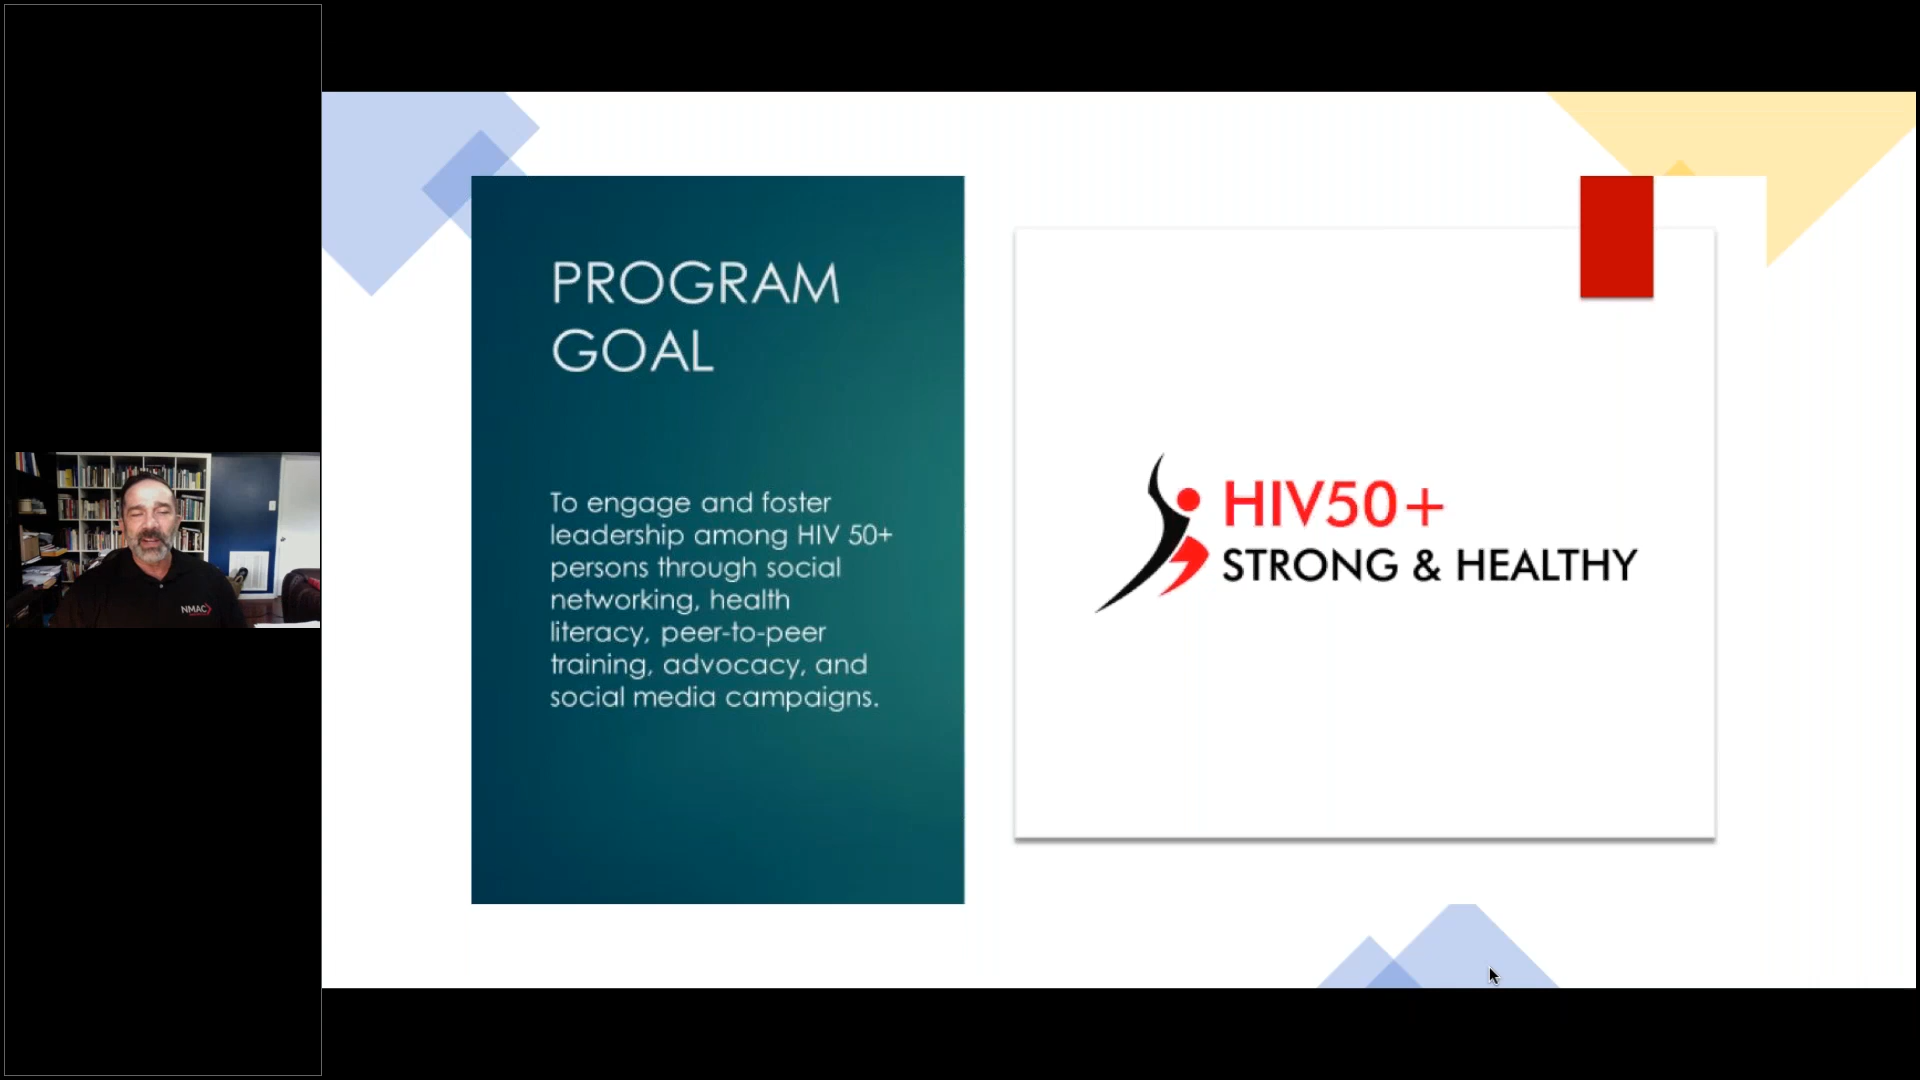 PROGRAM
GOAL
To engage and foster
leadership among HIV 50+
persons through social
networking, health
literacy, peer-to-peer
training, advocacy, and
social media campaigns.
HIV50+
STRONG & HEALTHY
NMAC